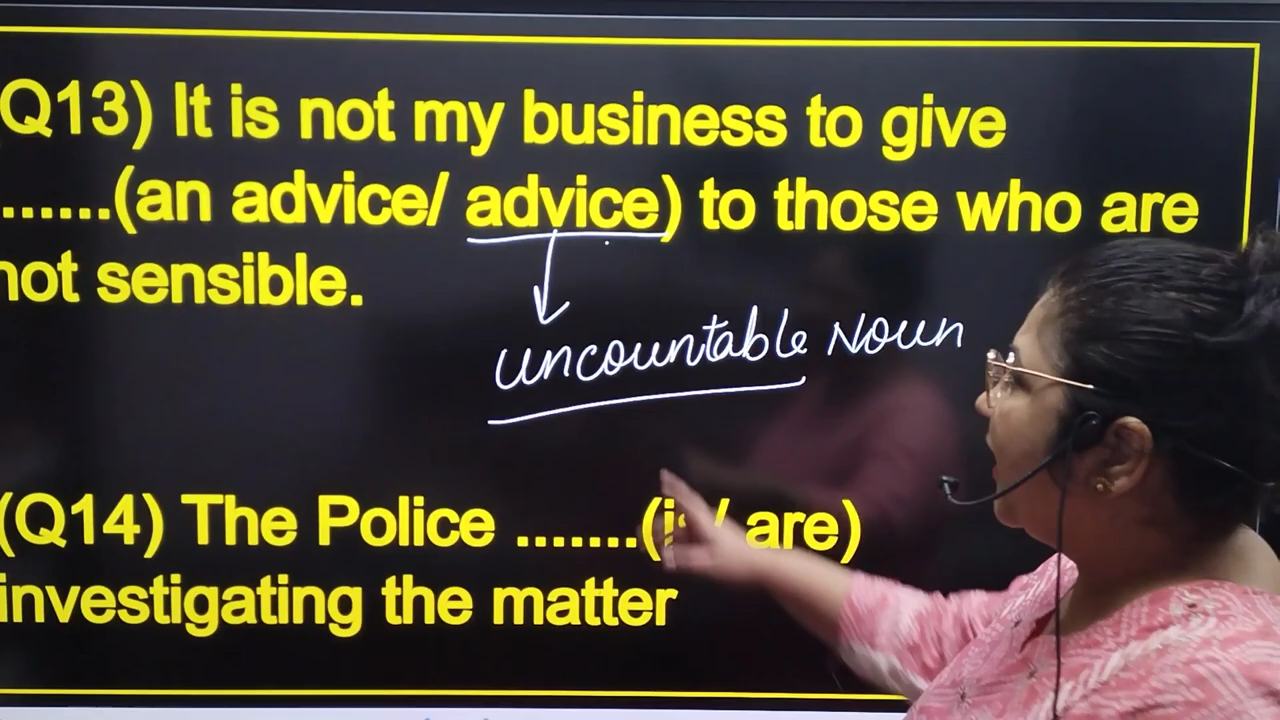 Q13) It is not my business to give
.......(an advice/ advice) to those who are
not sensible.
uncountable Noun
(Q14) The Police .......(is/ are)
investigating the matter